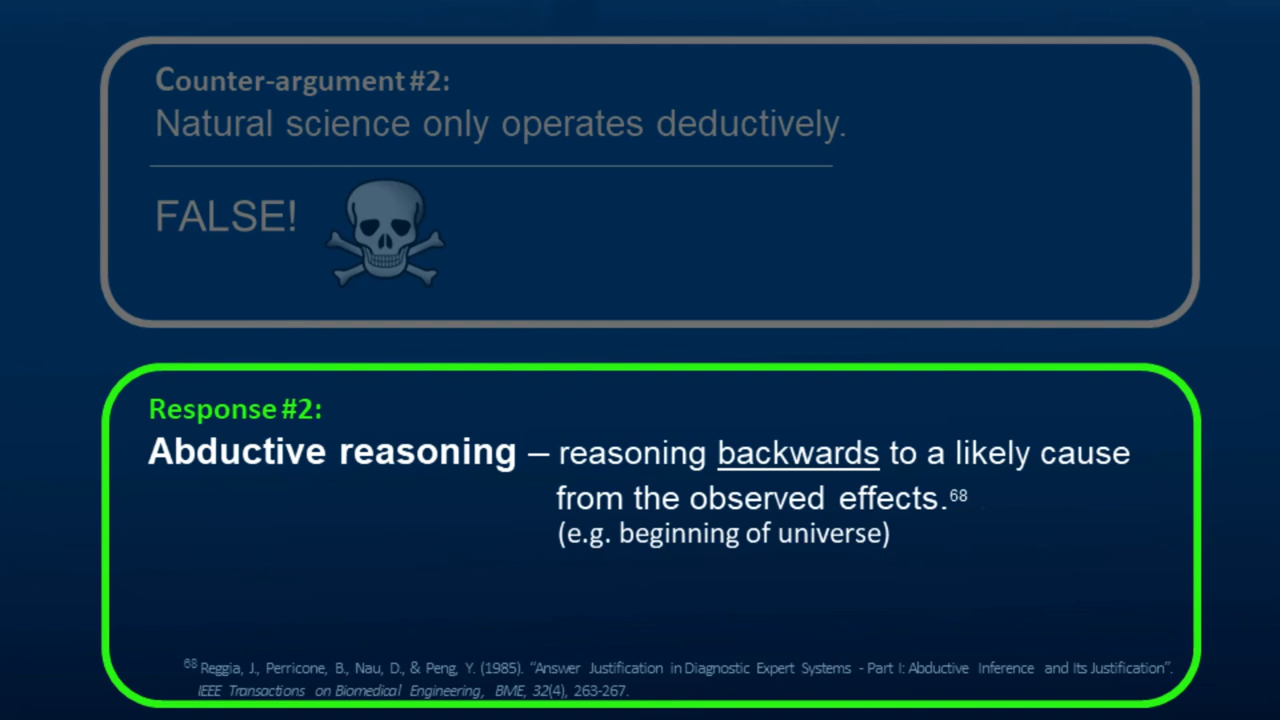 Counter-argument #2:
Natural science only operates deductively.
FALSE!
Response #2:
Abductive reasoning – reasoning backwards to a likely cause
from the observed effects.68
(e.g. beginning of universe)
68 Reggia, J., Perricone, B., Nau, D., & Peng, Y. (1985). “Answer Justification in Diagnostic Expert Systems - Part I: Abductive Inference and Its Justification”.
IEEE Transactions on Biomedical Engineering, BME, 32(4), 263-267.